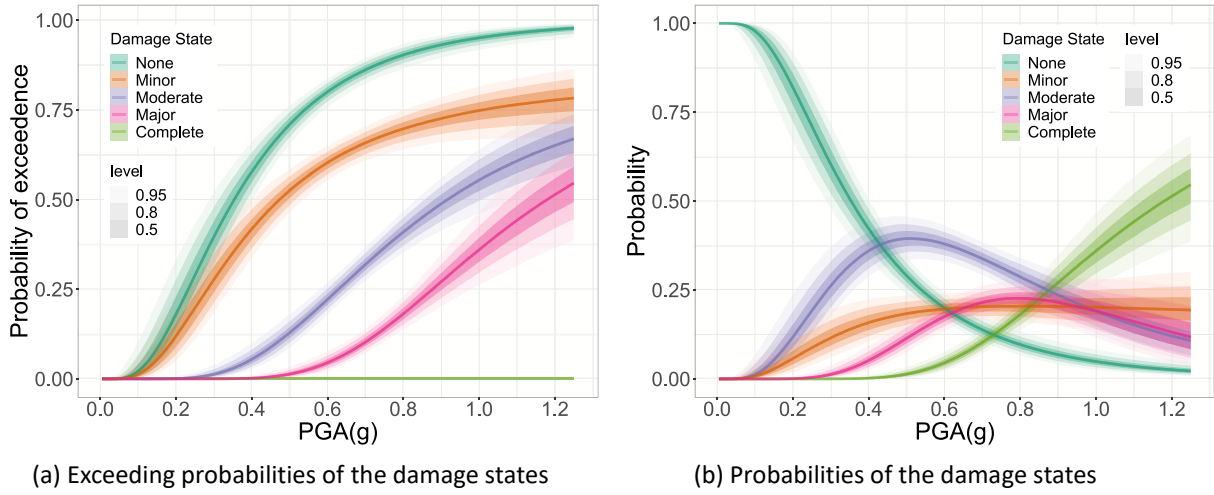 1.00
0.75
0.50
0.25
0.00
Probability of exceedence
Damage State
None
Minor
Moderate
Major
Complete
level
0.95
0.8
0.5
0.0 0.2 0.4 0.6 0.8 1.0 1.2
PGA(g)
(a) Exceeding probabilities of the damage states
1.00
0.75
0.50
0.25
0.00
Probability
Damage State
None
Minor
Moderate
Major
Complete
level
0.95
0.8
0.5
0.0 0.2 0.4 0.6 0.8 1.0 1.2
PGA(g)
(b) Probabilities of the damage states